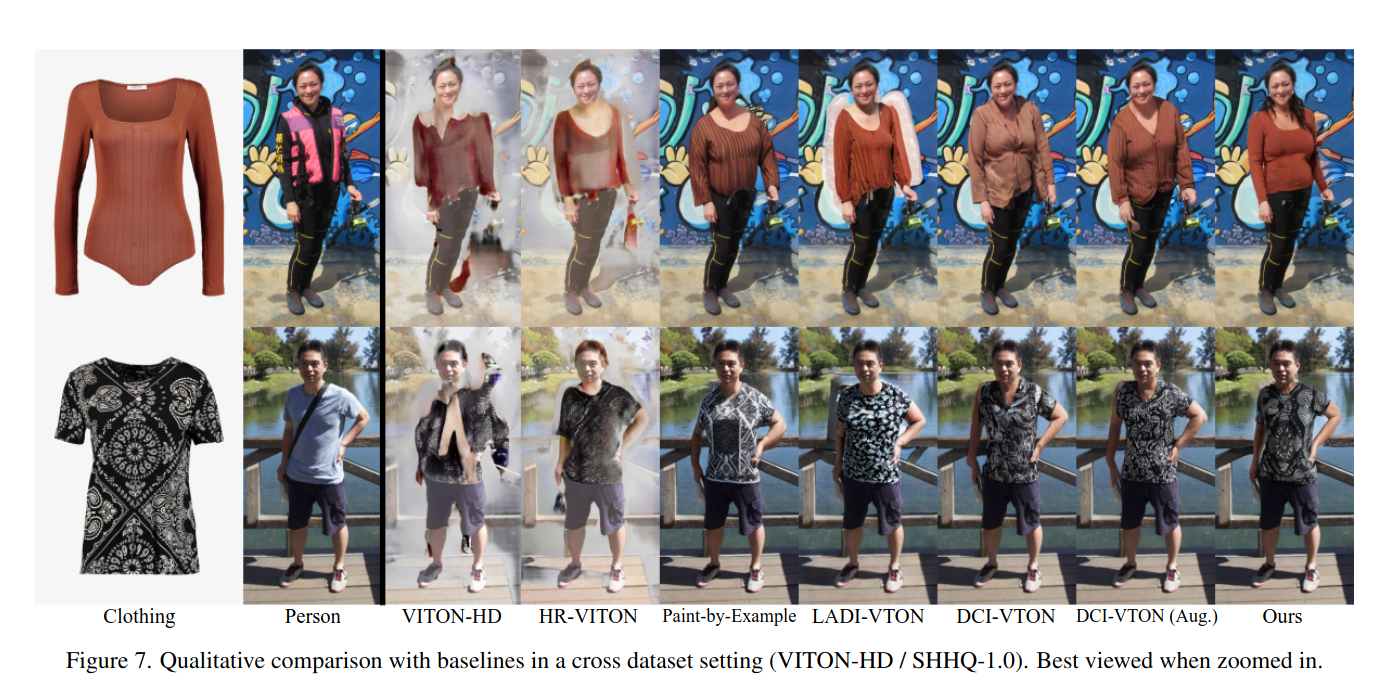 Clothing
Person
VITON-HD
HR-VITON
Paint-by-Example
LADI-VTON
DCI-VTON
DCI-VTON (Aug.)
Ours
Figure 7. Qualitative comparison with baselines in a cross dataset setting (VITON-HD / SHHQ-1.0). Best viewed when zoomed in.